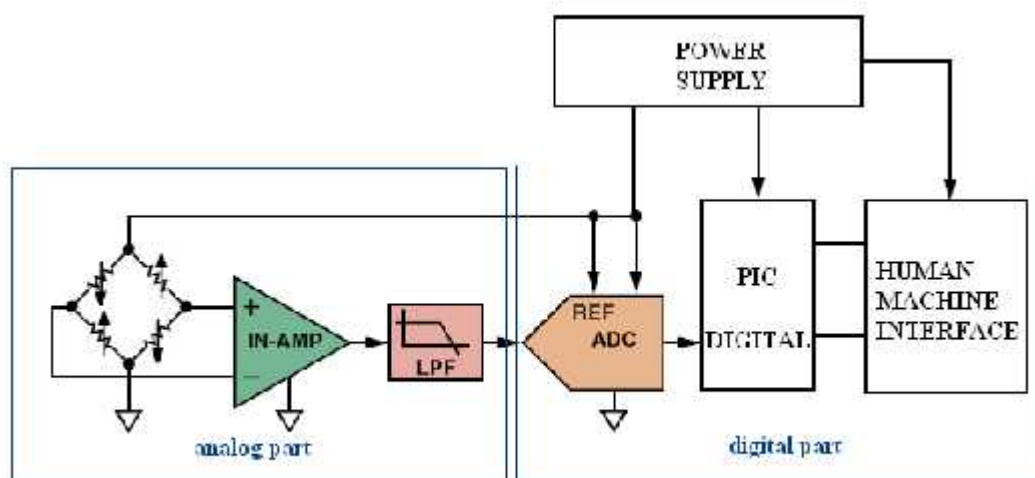 POWER
SUPPLY
+
IN-AMP
−
LPF
REF
ADC
PIC
DIGITAL
HUMAN
MACHINE
INTERFACE
analog part
digital part